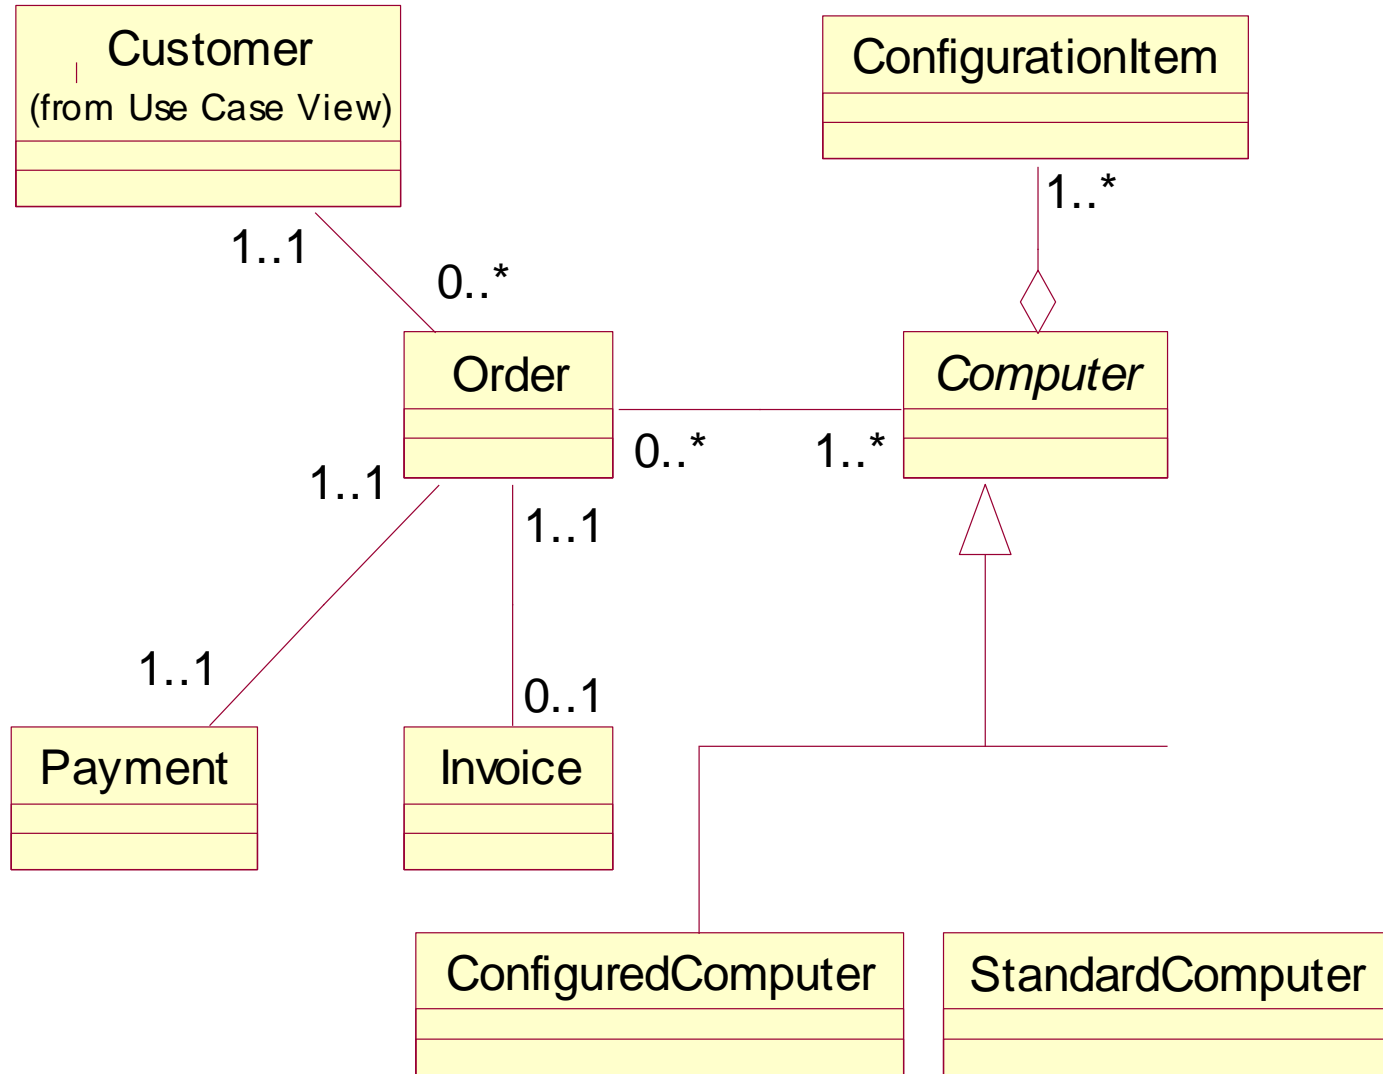 Customer
(from Use Case View)
ConfigurationItem
1..*
1..1
0..*
Order
Computer
0..*
1..*
1..1
1..1
1..1
0..1
Payment
Invoice
ConfiguredComputer
StandardComputer